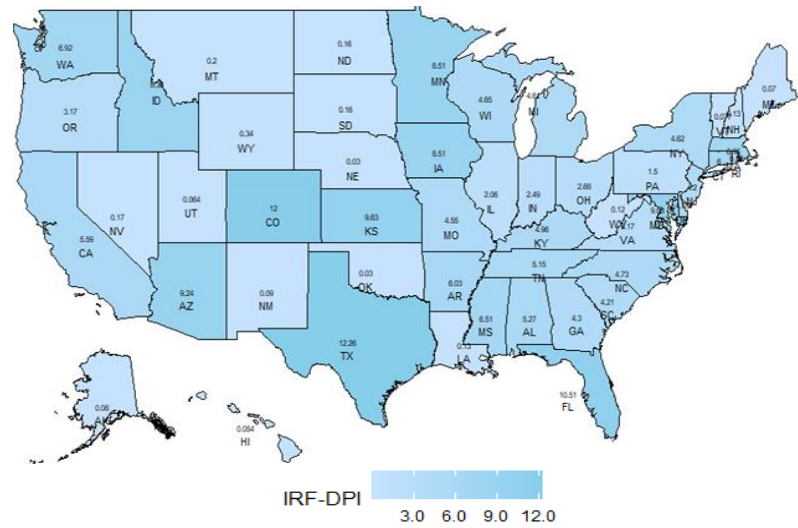 6.92
WA
0.2
MT
0.16
ND
6.51
MN
ID
3.17
OR
0.34
WY
0.16
SD
4.65
WI
MI
0.07
NH
4.62
NY
0.03
NE
6.51
IA
1.5
PA
CT
RI
0.17
NV
0.064
UT
12
CO
9.63
KS
4.55
MO
2.06
IL
2.49
IN
2.68
OH
0.12
VA
4.96
KY
5.59
CA
9.24
AZ
0.09
NM
0.03
OK
6.03
AR
5.15
TN
4.73
NC
4.21
SC
12.26
TX
0.13
LA
6.51
MS
5.27
AL
4.3
GA
10.51
FL
0.08
0.054
HI
IRF-DPI
3.0 6.0 9.0 12.0